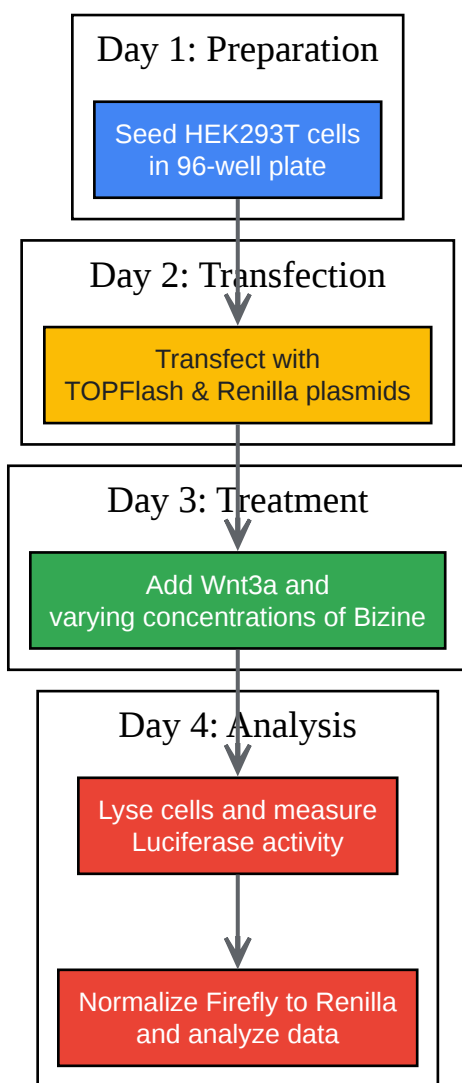 Day 1: Preparation
Seed HEK293T cells
in 96-well plate
Day 2: Transfection
Transfect with
TOPFlash & Renilla plasmids
Day 3: Treatment
Add Wnt3a and
varying concentrations of Bizine
Day 4: Analysis
Lyse cells and measure
Luciferase activity
Normalize Firefly to Renilla
and analyze data